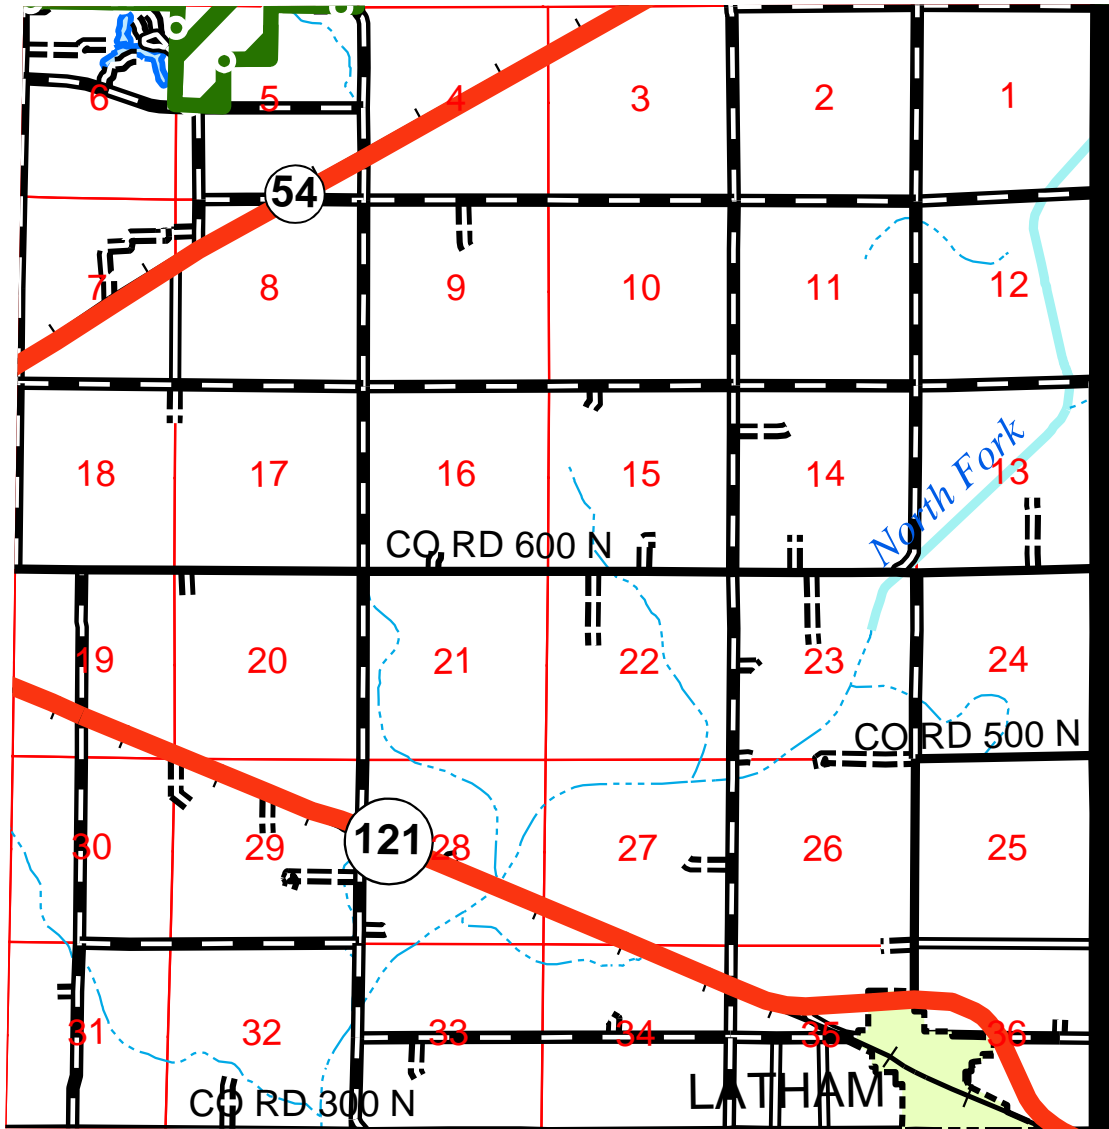 6 5 4 3 2 1
54
7 8 9 10 11 12
18 17 16 15 14 13
North Fork
CO RD 600 N
19 20 21 22 23 24
CO RD 500 N
121
30 29 28 27 26 25
31 32 33 34 35 36
LATHAM
CO RD 300 N